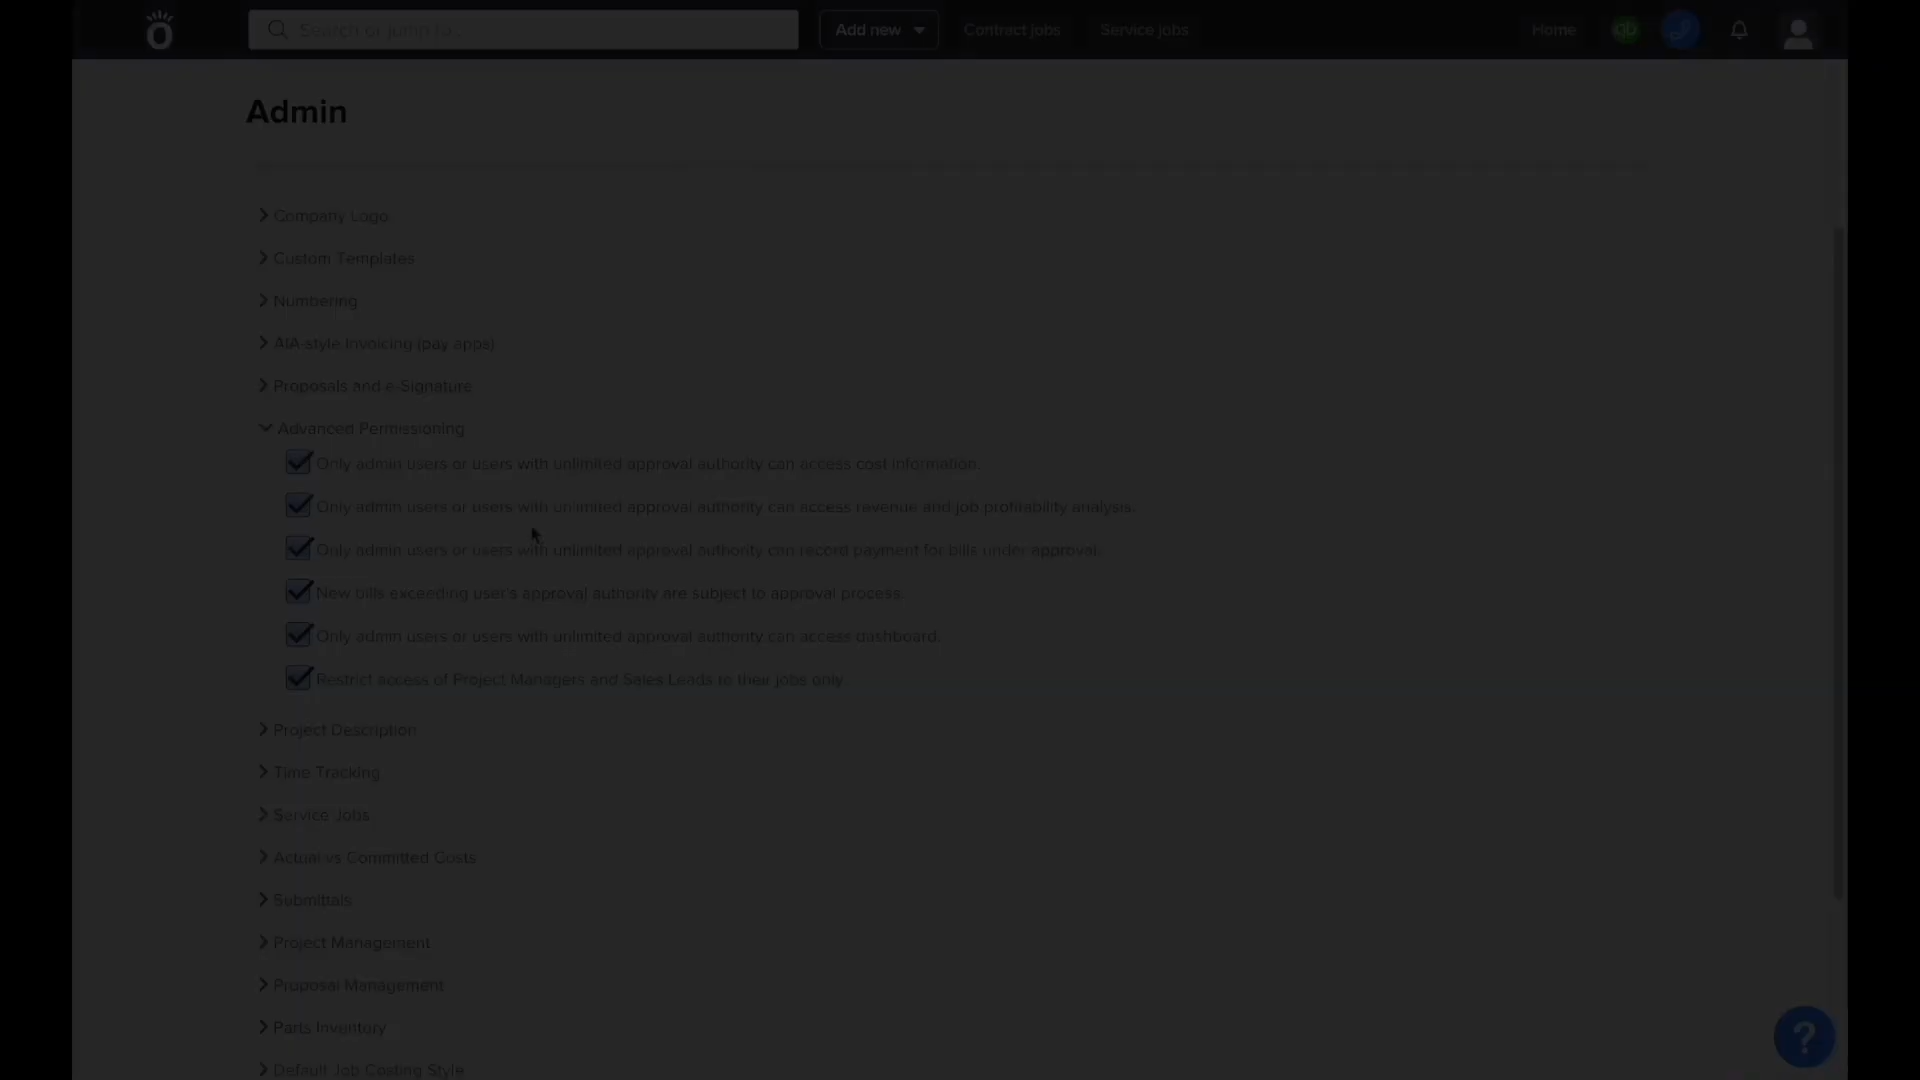 Search or jump to...
Add new
Contract jobs
Service jobs
Home
qb
Admin
Company Logo
Custom Templates
Numbering
AIA-style Invoicing (pay apps)
Proposals and e-Signature
Advanced Permissioning
Only admin users or users with unlimited approval authority can access cost information.
Only admin users or users with unlimited approval authority can access revenue and job profitability analysis.
Only admin users or users with unlimited approval authority can record payment for bills under approval.
New bills exceeding user's approval authority are subject to approval process.
Only admin users or users with unlimited approval authority can access dashboard.
Restrict access of Project Managers and Sales Leads to their jobs only
Project Description
Time Tracking
Service Jobs
Actual vs Committed Costs
Submittals
Project Management
Proposal Management
Parts Inventory
?
Default Job Costing Style